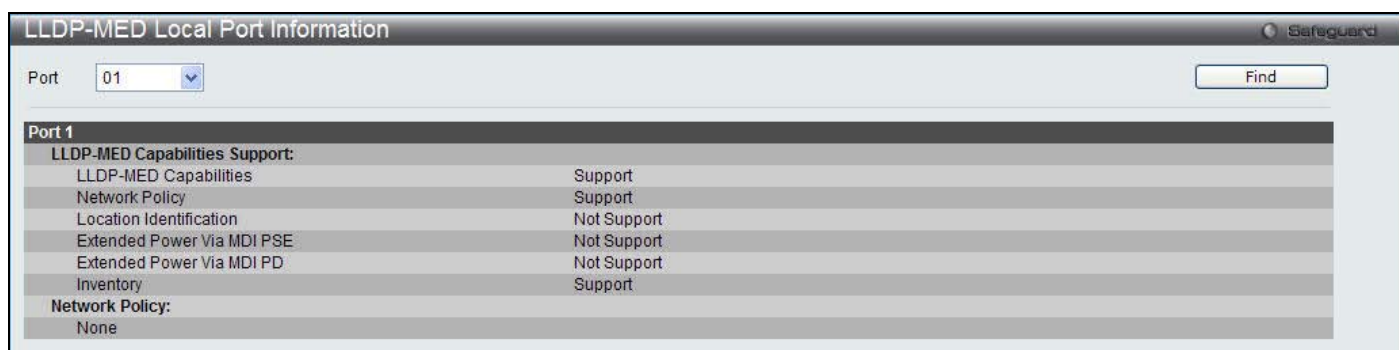 LLDP-MED Local Port Information
Safeguard
Port 01
Find
Port 1
LLDP-MED Capabilities Support:
LLDP-MED Capabilities Support
Network Policy Support
Location Identification Not Support
Extended Power Via MDI PSE Not Support
Extended Power Via MDI PD Not Support
Inventory Support
Network Policy:
None